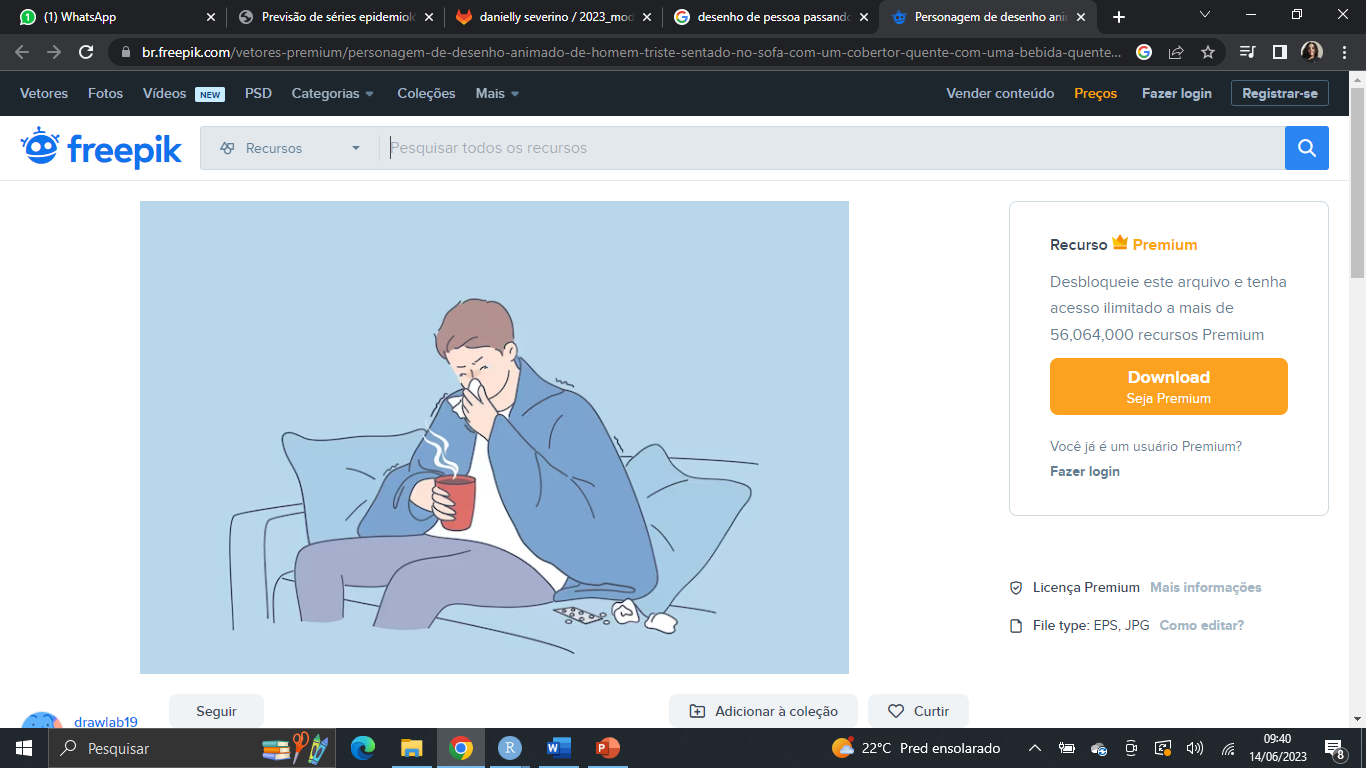 (1) WhatsApp
Previsão de séries epidemioló
danielly severino / 2023_mod
desenho de pessoa passando
Personagem de desenho ani
br.freepik.com/vetores-premium/personagem-de-desenho-animado-de-homem-triste-sentado-no-sofa-com-um-cobertor-quente-com-uma-bebida-quente...
Vetores Fotos Vídeos NEW PSD Categorias Coleções Mais Vender conteúdo Preços Fazer login Registrar-se
freepik Recursos Pesquisar todos os recursos
Recurso Premium
Desbloqueie este arquivo e tenha
acesso ilimitado a mais de
56,064,000 recursos Premium
Download
Seja Premium
Você já é um usuário Premium?
Fazer login
Licença Premium Mais informações
File type: EPS, JPG Como editar?
drawlab19
Seguir
Adicionar à coleção
Curtir
Pesquisar
R
W
P
22°C Pred ensolarado
09:40
14/06/2023
8